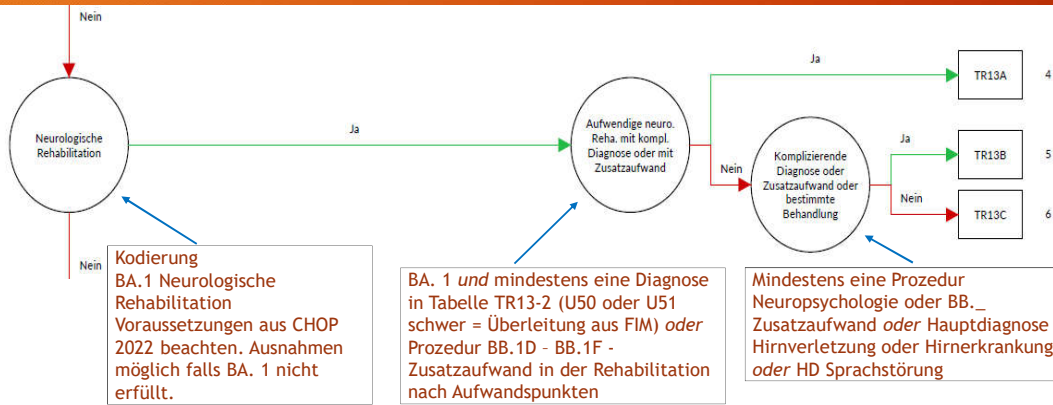 Nein
Neurologische
Rehabilitation
Nein
Ja
Aufwendige neuro.
Reha. mit kompl.
Diagnose oder mit
Zusatzaufwand
Ja
TR13A
4
Nein
Komplizierende
Diagnose oder
Zusatzaufwand oder
bestimmte
Behandlung
Ja
TR13B
5
Nein
TR13C
6
Kodierung
BA.1 Neurologische
Rehabilitation
Voraussetzungen aus CHOP
2022 beachten. Ausnahmen
möglich falls BA. 1 nicht
erfüllt.
BA. 1 und mindestens eine Diagnose
in Tabelle TR13-2 (U50 oder U51
schwer = Überleitung aus FIM) oder
Prozedur BB.1D - BB.1F -
Zusatzaufwand in der Rehabilitation
nach Aufwandspunkten
Mindestens eine Prozedur
Neuropsychologie oder BB._
Zusatzaufwand oder Hauptdiagnose
Hirnverletzung oder Hirnerkrankung
oder HD Sprachstörung